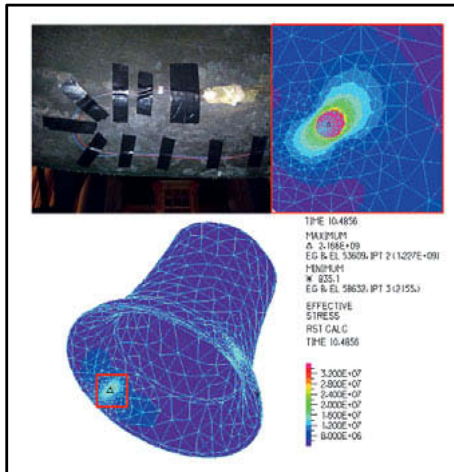 TIME 10.4856
MAXIMUM
Δ 2.168E+09
EG 8. EL 53609. IPT 2 (1.227E+09)
MINIMUM
✳ 835.1
EG 8. EL 58632. IPT 3 (2155.)
EFFECTIVE
STRESS
RST CALC
TIME 10.4856
3.200E+07
2.800E+07
2.400E+07
2.000E+07
1.600E+07
1.200E+07
8.000E+06